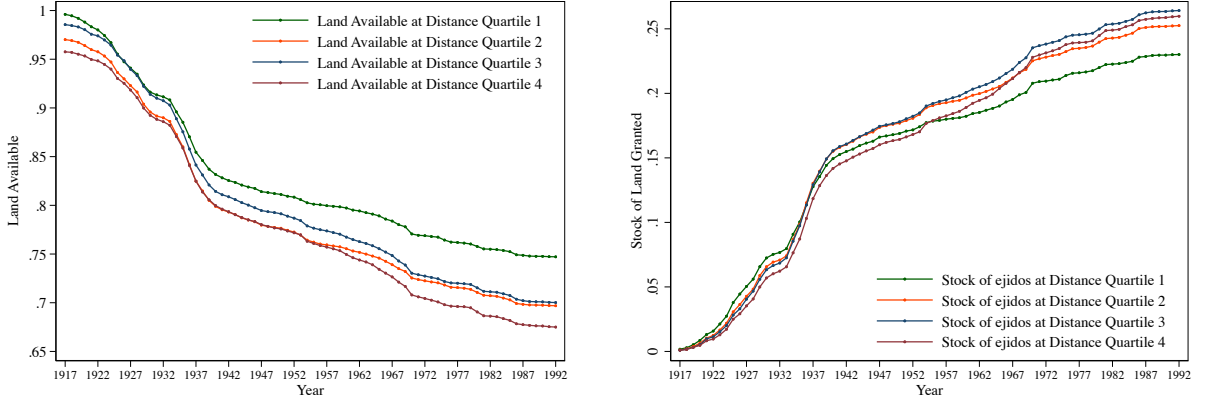 1
.95
.9
.85
.8
.75
.7
.65
Land Available
Land Available at Distance Quartile 1
Land Available at Distance Quartile 2
Land Available at Distance Quartile 3
Land Available at Distance Quartile 4
1917 1922 1927 1932 1937 1942 1947 1952 1957 1962 1967 1972 1977 1982 1987 1992
Year
.25
.2
.15
.1
.05
0
Stock of Land Granted
Stock of ejidos at Distance Quartile 1
Stock of ejidos at Distance Quartile 2
Stock of ejidos at Distance Quartile 3
Stock of ejidos at Distance Quartile 4
1917 1922 1927 1932 1937 1942 1947 1952 1957 1962 1967 1972 1977 1982 1987 1992
Year